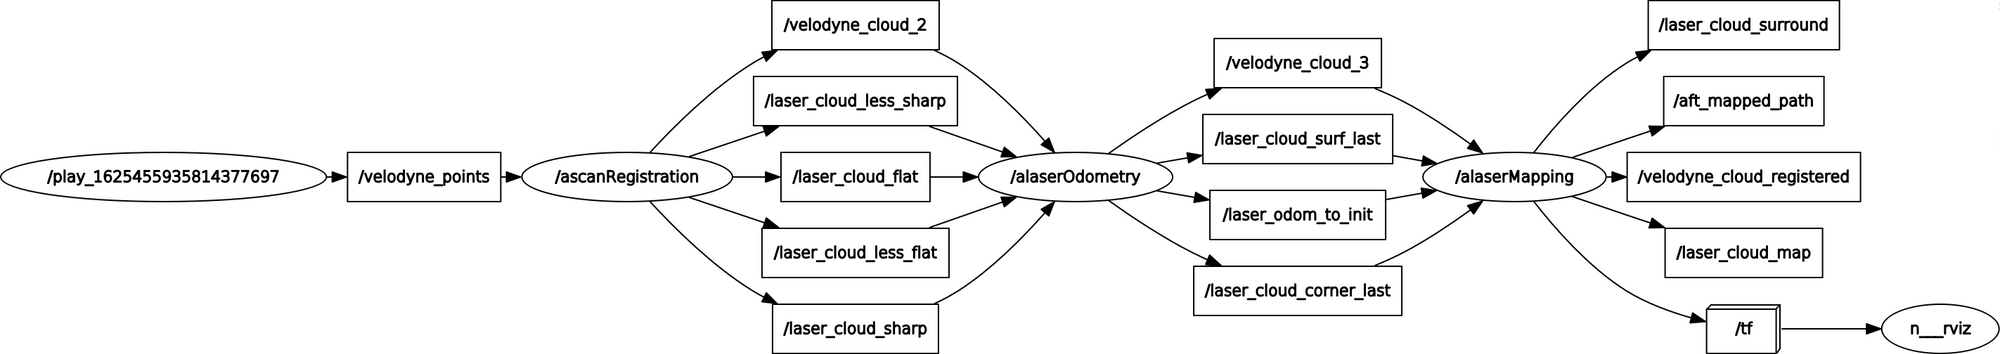 /play_1625455935814377697
/velodyne_points
/ascanRegistration
/velodyne_cloud_2
/laser_cloud_less_sharp
/laser_cloud_flat
/laser_cloud_less_flat
/laser_cloud_sharp
/alaserOdometry
/velodyne_cloud_3
/laser_cloud_surf_last
/laser_odom_to_init
/laser_cloud_corner_last
/alaserMapping
/laser_cloud_surround
/aft_mapped_path
/velodyne_cloud_registered
/laser_cloud_map
/tf
n___rviz